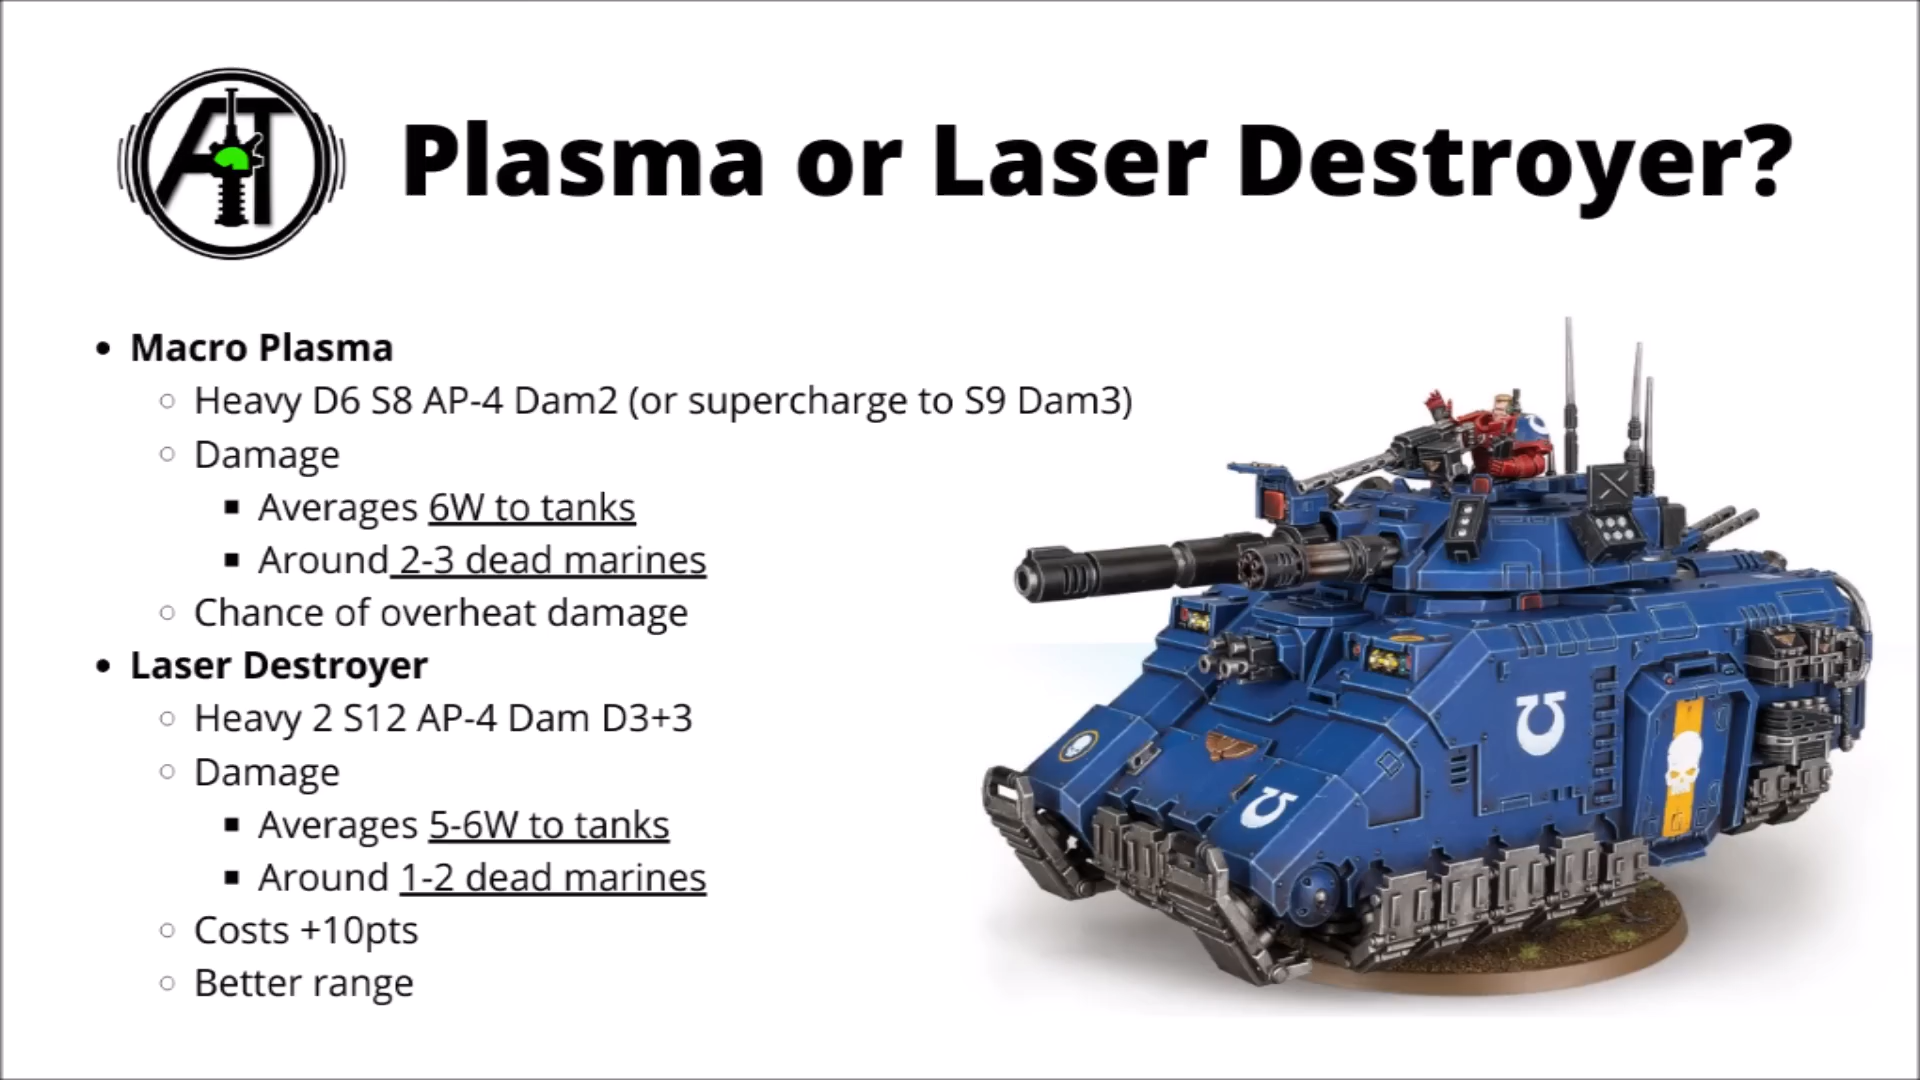 AT
Plasma or Laser Destroyer?
• Macro Plasma
○ Heavy D6 S8 AP-4 Dam2 (or supercharge to S9 Dam3)
○ Damage
▪ Averages 6W to tanks
▪ Around 2-3 dead marines
○ Chance of overheat damage
• Laser Destroyer
○ Heavy 2 S12 AP-4 Dam D3+3
○ Damage
▪ Averages 5-6W to tanks
▪ Around 1-2 dead marines
○ Costs +10pts
○ Better range